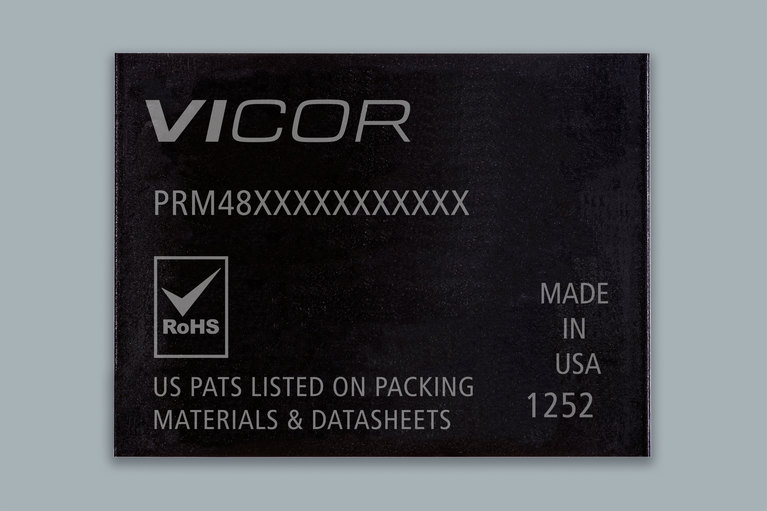 VICOR
PRM48XXXXXXXXXXX
RoHS
US PATS LISTED ON PACKING
MATERIALS & DATASHEETS
MADE
IN
USA
1252